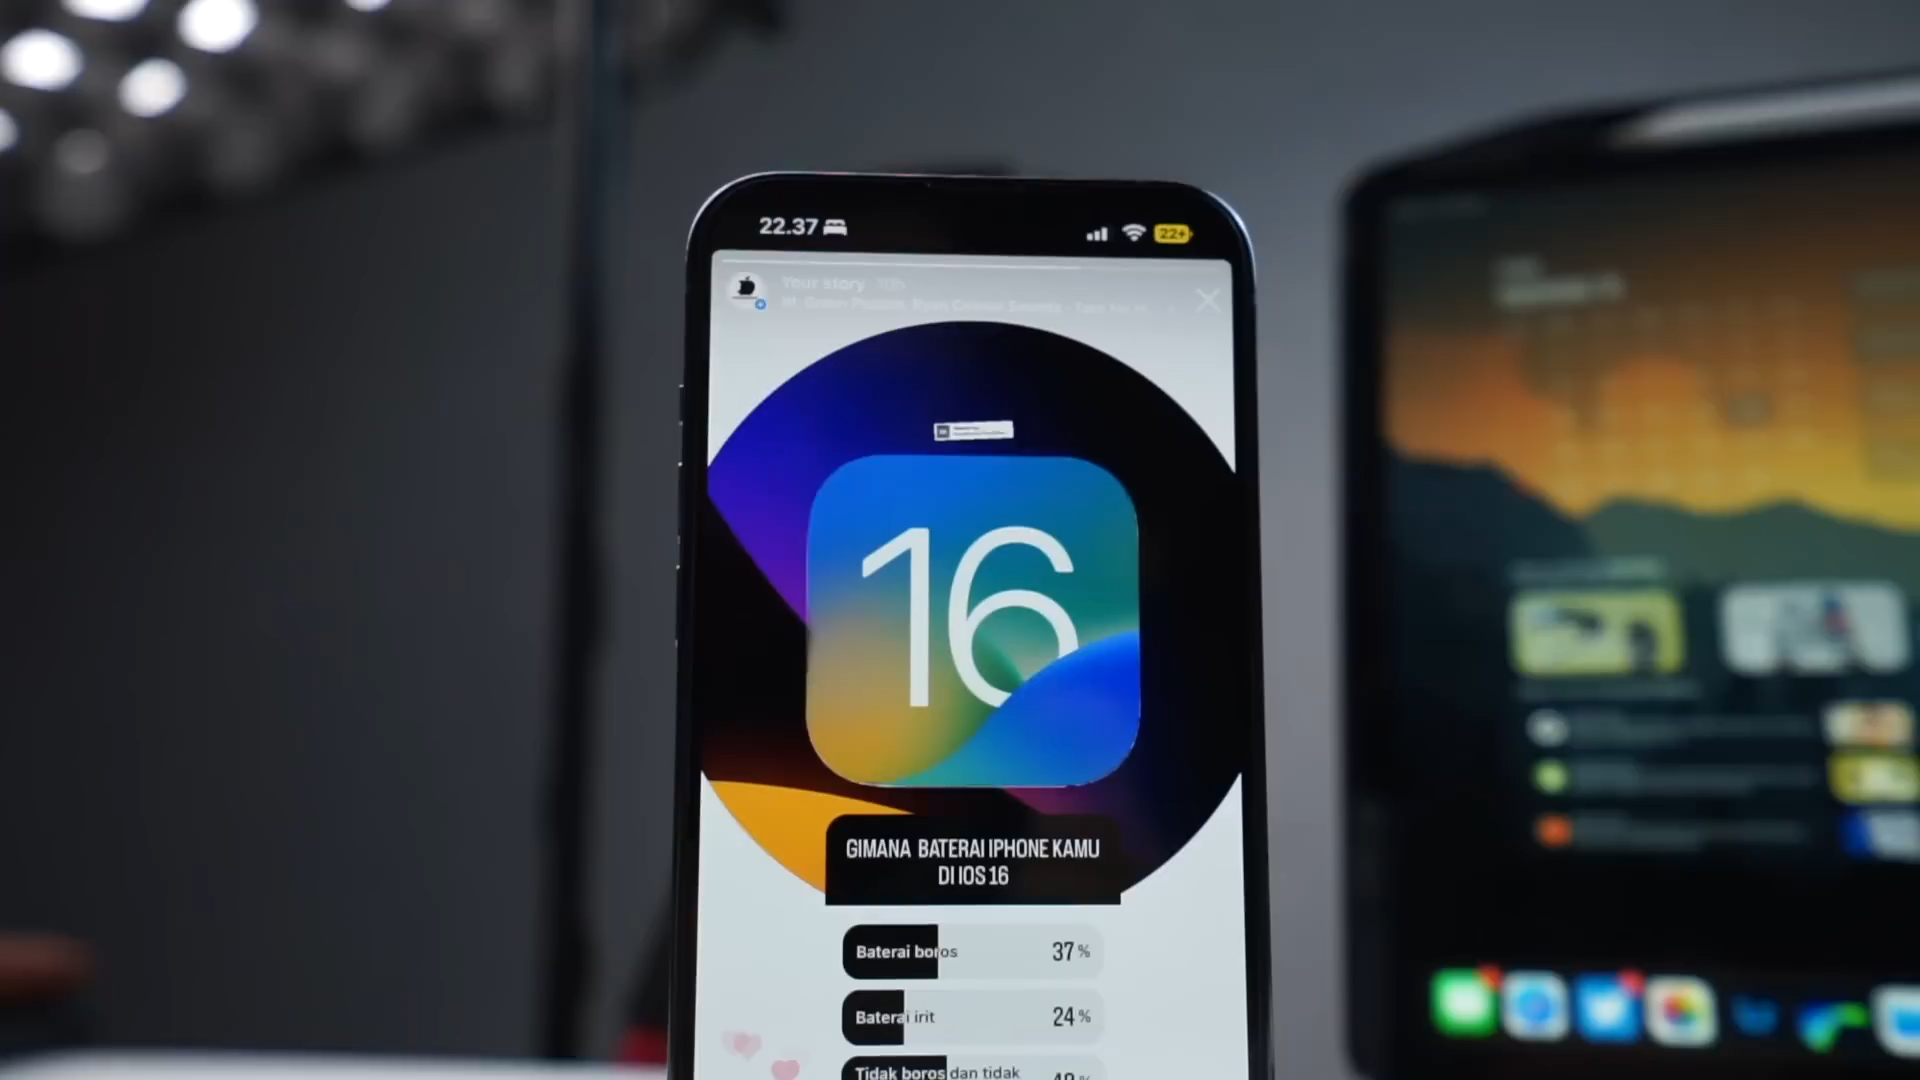 22.37
22+
Your story
16
GIMANA BATERAI IPHONE KAMU
DI IOS 16
Baterai boros 37%
Baterai irit 24%
Tidak boros dan tidak